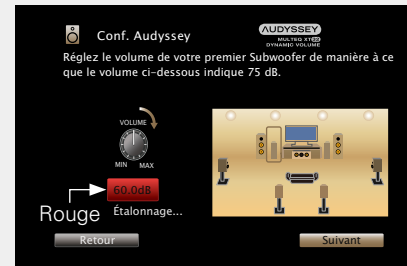 Conf. Audyssey
AUDYSSEY
MULTEQ XT32
DYNAMIC VOLUME
Réglez le volume de votre premier Subwoofer de manière à ce
que le volume ci-dessous indique 75 dB.
VOLUME
MIN MAX
60.0dB
Rouge
Étalonnage...
Retour
Suivant